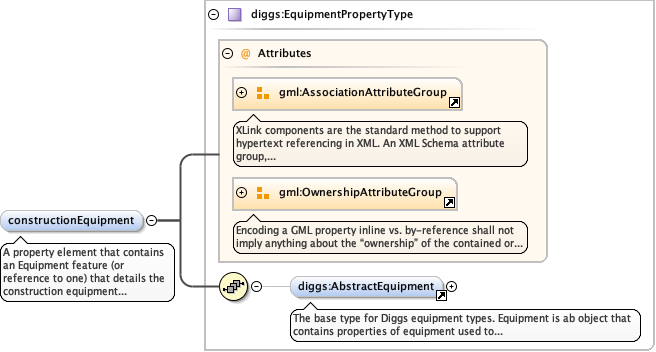 diggs:EquipmentPropertyType
@ Attributes
gml:AssociationAttributeGroup
XLink components are the standard method to support
hypertext referencing in XML. An XML Schema attribute
group,...
gml:OwnershipAttributeGroup
Encoding a GML property inline vs. by-reference shall not
imply anything about the “ownership” of the contained or...
constructionEquipment
A property element that contains
an Equipment feature (or
reference to one) that details the
construction equipment...
diggs:AbstractEquipment
The base type for Diggs equipment types. Equipment is ab object that
contains properties of equipment used to...